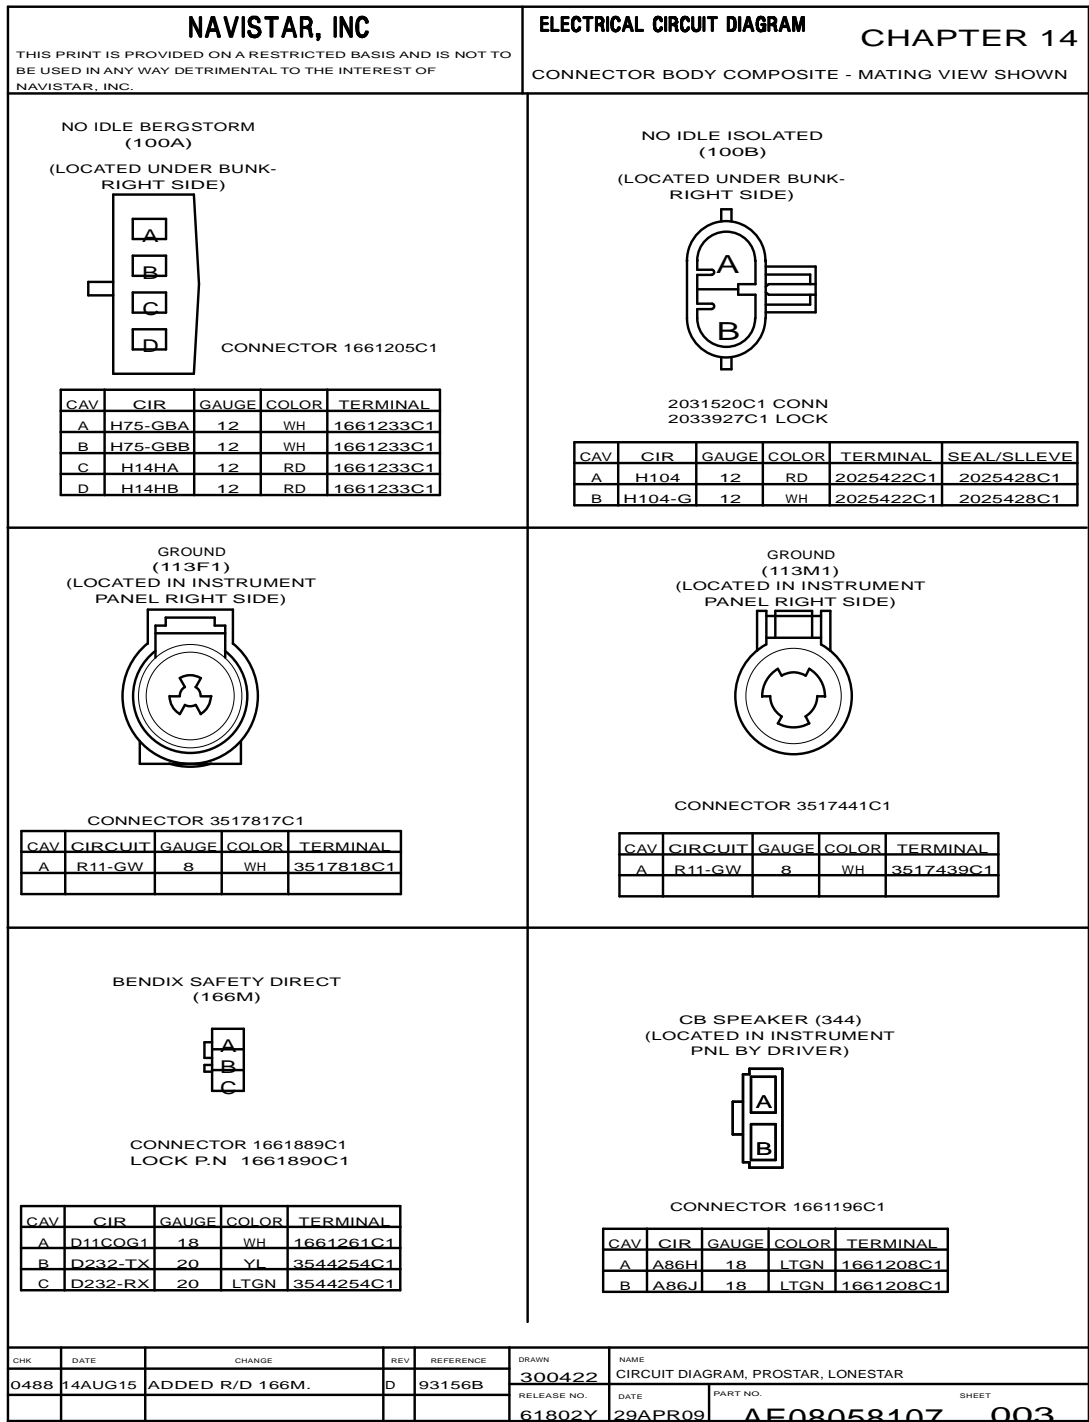 NAVISTAR, INC
THIS PRINT IS PROVIDED ON A RESTRICTED BASIS AND IS NOT TO
BE USED IN ANY WAY DETRIMENTAL TO THE INTEREST OF
NAVISTAR, INC.
ELECTRICAL CIRCUIT DIAGRAM
CHAPTER 14
CONNECTOR BODY COMPOSITE - MATING VIEW SHOWN
NO IDLE BERGSTORM
(100A)
(LOCATED UNDER BUNK-
RIGHT SIDE)
A
B
C
D
CONNECTOR 1661205C1
CAV CIR GAUGE COLOR TERMINAL
A H75-GBA 12 WH 1661233C1
B H75-GBB 12 WH 1661233C1
C H14HA 12 RD 1661233C1
D H14HB 12 RD 1661233C1
NO IDLE ISOLATED
(100B)
(LOCATED UNDER BUNK-
RIGHT SIDE)
A
B
2031520C1 CONN
2033927C1 LOCK
CAV CIR GAUGE COLOR TERMINAL SEAL/SLLEVE
A H104 12 RD 2025422C1 2025428C1
B H104-G 12 WH 2025422C1 2025428C1
GROUND
(113F1)
(LOCATED IN INSTRUMENT
PANEL RIGHT SIDE)
CONNECTOR 3517817C1
CAV CIRCUIT GAUGE COLOR TERMINAL
A R11-GW 8 WH 3517818C1
GROUND
(113M1)
(LOCATED IN INSTRUMENT
PANEL RIGHT SIDE)
CONNECTOR 3517441C1
CAV CIRCUIT GAUGE COLOR TERMINAL
A R11-GW 8 WH 3517439C1
BENDIX SAFETY DIRECT
(166M)
A
B
C
CONNECTOR 1661889C1
LOCK P.N 1661890C1
CAV CIR GAUGE COLOR TERMINAL
A D11COG1 18 WH 1661261C1
B D232-TX 20 YL 3544254C1
C D232-RX 20 LTGN 3544254C1
CB SPEAKER (344)
(LOCATED IN INSTRUMENT
PNL BY DRIVER)
A
B
CONNECTOR 1661196C1
CAV CIR GAUGE COLOR TERMINAL
A A86H 18 LTGN 1661208C1
B A86J 18 LTGN 1661208C1
CHK DATE CHANGE REV REFERENCE
0488 14AUG15 ADDED R/D 166M. D 93156B
DRAWN
300422
NAME
CIRCUIT DIAGRAM, PROSTAR, LONESTAR
RELEASE NO.
61802Y
DATE
29APR09
PART NO.
AE08058107
SHEET
003